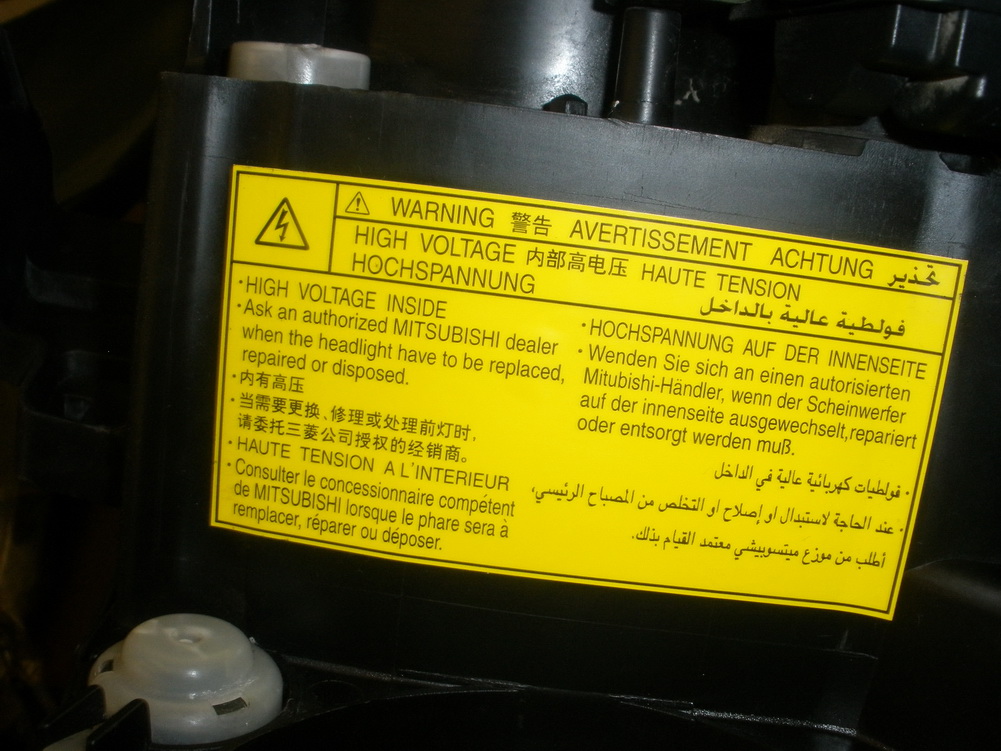 WARNING 警告 AVERTISSEMENT ACHTUNG تحذير
HIGH VOLTAGE 内部高电压 HAUTE TENSION
HOCHSPANNUNG فولطية عالية بالداخل
·HIGH VOLTAGE INSIDE
·Ask an authorized MITSUBISHI dealer
when the headlight have to be replaced,
repaired or disposed.
·内有高压
·当需要更换、修理或处理前灯时,
请委托三菱公司授权的经销商。
·HAUTE TENSION A L'INTERIEUR
·Consulter le concessionnaire compétent
de MITSUBISHI lorsque le phare sera à
remplacer, réparer ou déposer.
·HOCHSPANNUNG AUF DER INNENSEITE
·Wenden Sie sich an einen autorisierten
Mitubishi-Händler, wenn der Scheinwerfer
auf der innenseite ausgewechselt,repariert
oder entsorgt werden muß.
· فولطيات كهربائية عالية في الداخل
· عند الحاجة لاستبدال او إصلاح او التخلص من المصباح الرئيسي،
أطلب من موزع ميتسوبيشي معتمد القيام بذلك.